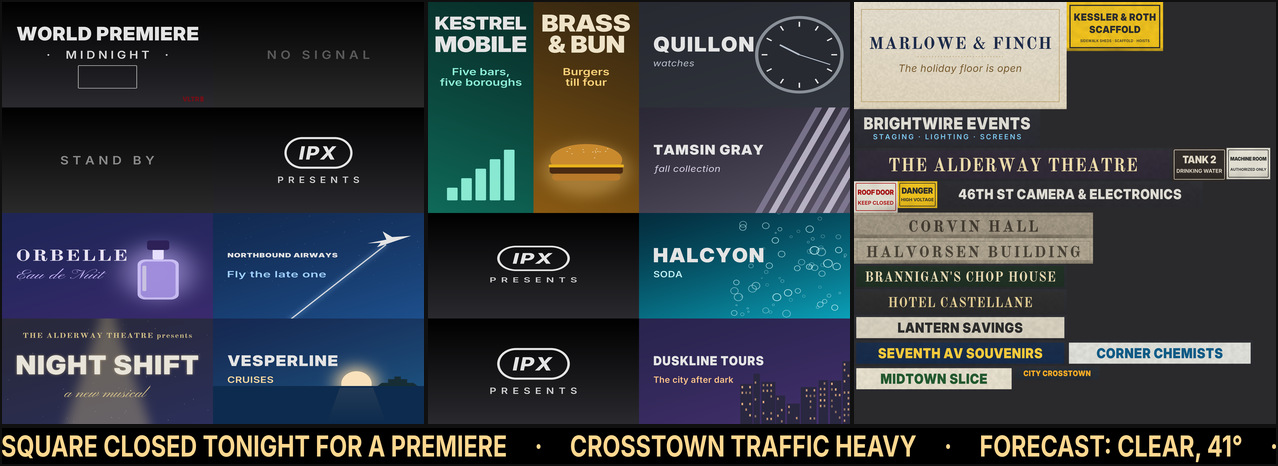 WORLD PREMIERE
· MIDNIGHT ·
NO SIGNAL
STAND BY
IPX
PRESENTS
ORBELLE
Eau de Nuit
NORTHBOUND AIRWAYS
Fly the late one
THE ALDERWAY THEATRE presents
NIGHT SHIFT
a new musical
VESPERLINE
CRUISES
KESTREL
MOBILE
Five bars,
five boroughs
BRASS
& BUN
Burgers
till four
QUILLON
watches
TAMSIN GRAY
fall collection
IPX
PRESENTS
HALCYON
SODA
IPX
PRESENTS
DUSKLINE TOURS
The city after dark
MARLOWE & FINCH
The holiday floor is open
KESSLER & ROTH
SCAFFOLD
SIDEWALK SHEDS · SCAFFOLD · HOISTS
BRIGHTWIRE EVENTS
STAGING · LIGHTING · SCREENS
THE ALDERWAY THEATRE
TANK 2
DRINKING WATER
MACHINE ROOM
AUTHORIZED ONLY
ROOF DOOR
KEEP CLOSED
DANGER
HIGH VOLTAGE
46TH ST CAMERA & ELECTRONICS
CORVIN HALL
HALVORSEN BUILDING
BRANNIGAN'S CHOP HOUSE
HOTEL CASTELLANE
LANTERN SAVINGS
SEVENTH AV SOUVENIRS
CORNER CHEMISTS
MIDTOWN SLICE
CITY CROSSTOWN
SQUARE CLOSED TONIGHT FOR A PREMIERE · CROSSTOWN TRAFFIC HEAVY · FORECAST: CLEAR, 41° ·